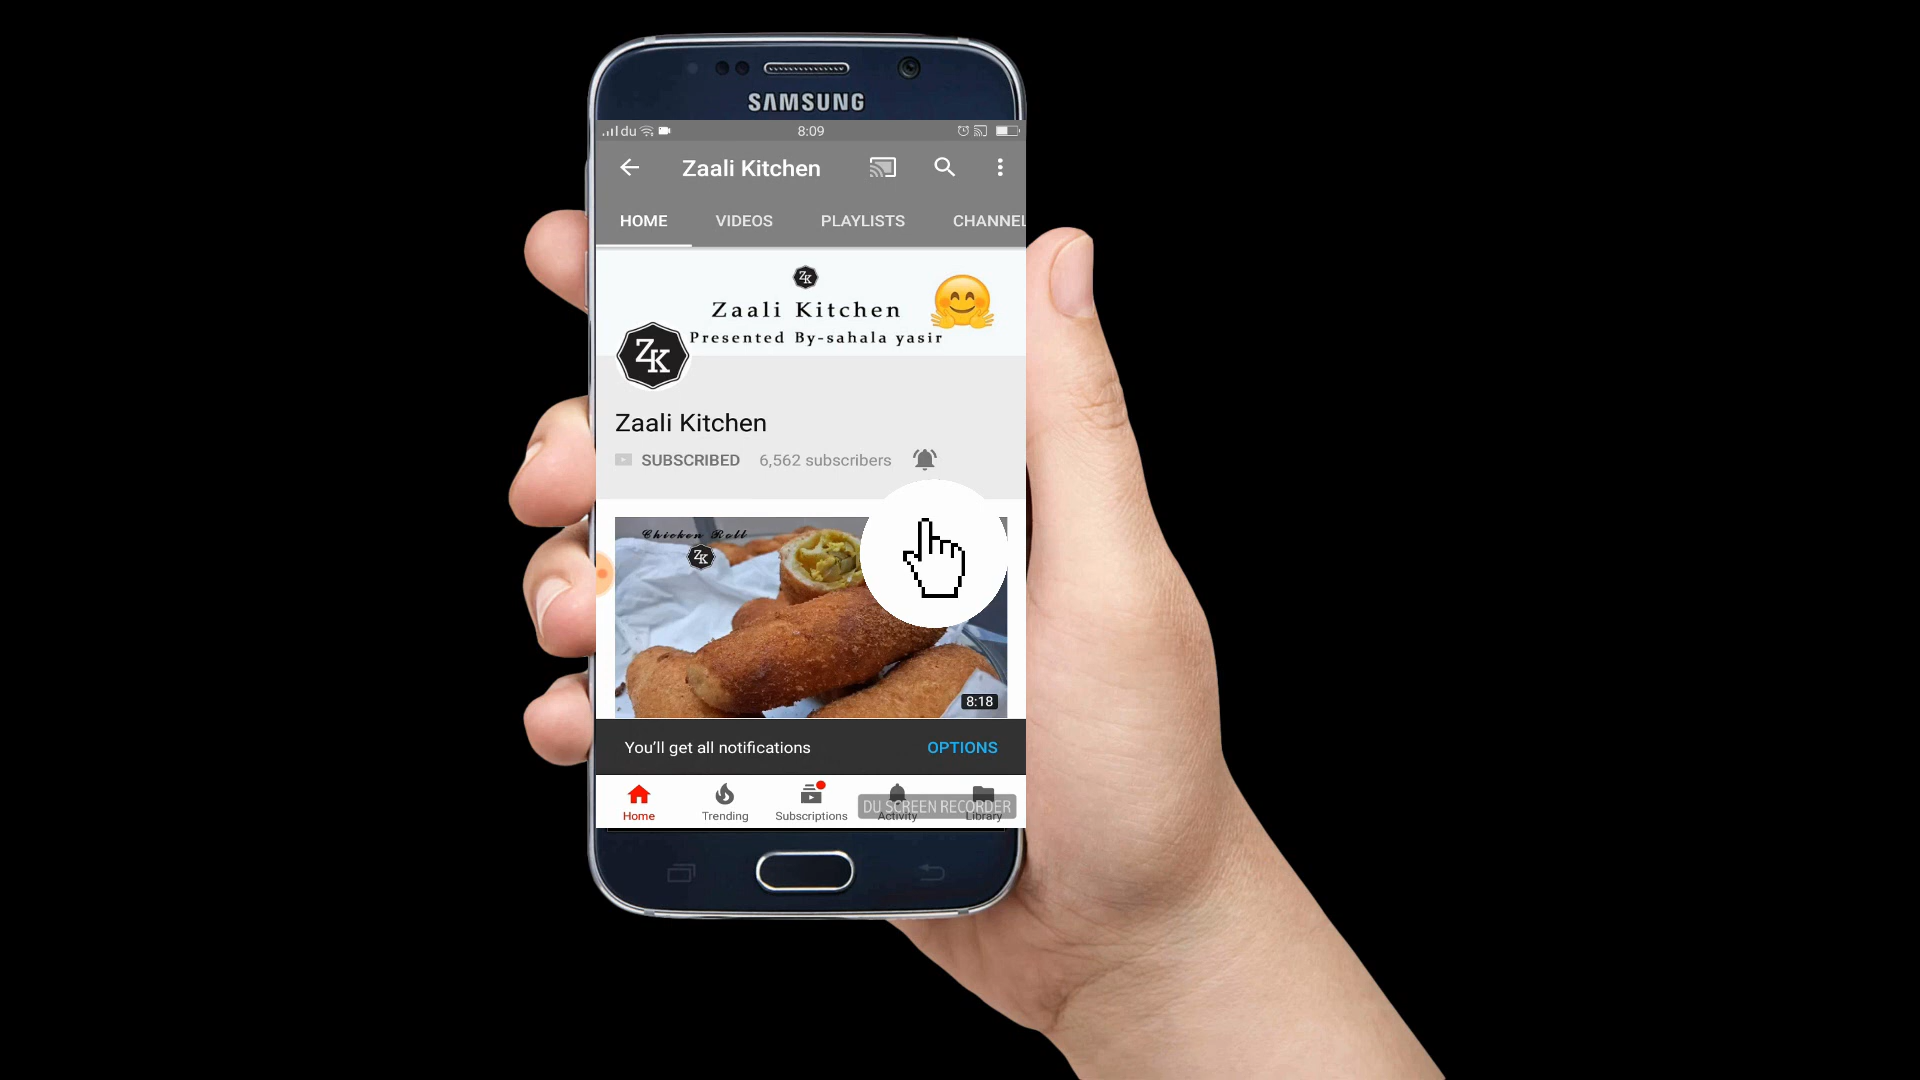 SAMSUNG
du 8:09
Zaali Kitchen
HOME VIDEOS PLAYLISTS CHANNEL
ZK
Zaali Kitchen
Presented By-sahala yasir
ZK
Zaali Kitchen
SUBSCRIBED 6,562 subscribers
Chicken Roll
ZK
8:18
You'll get all notifications OPTIONS
DU SCREEN RECORDER
Home Trending Subscriptions Activity Library